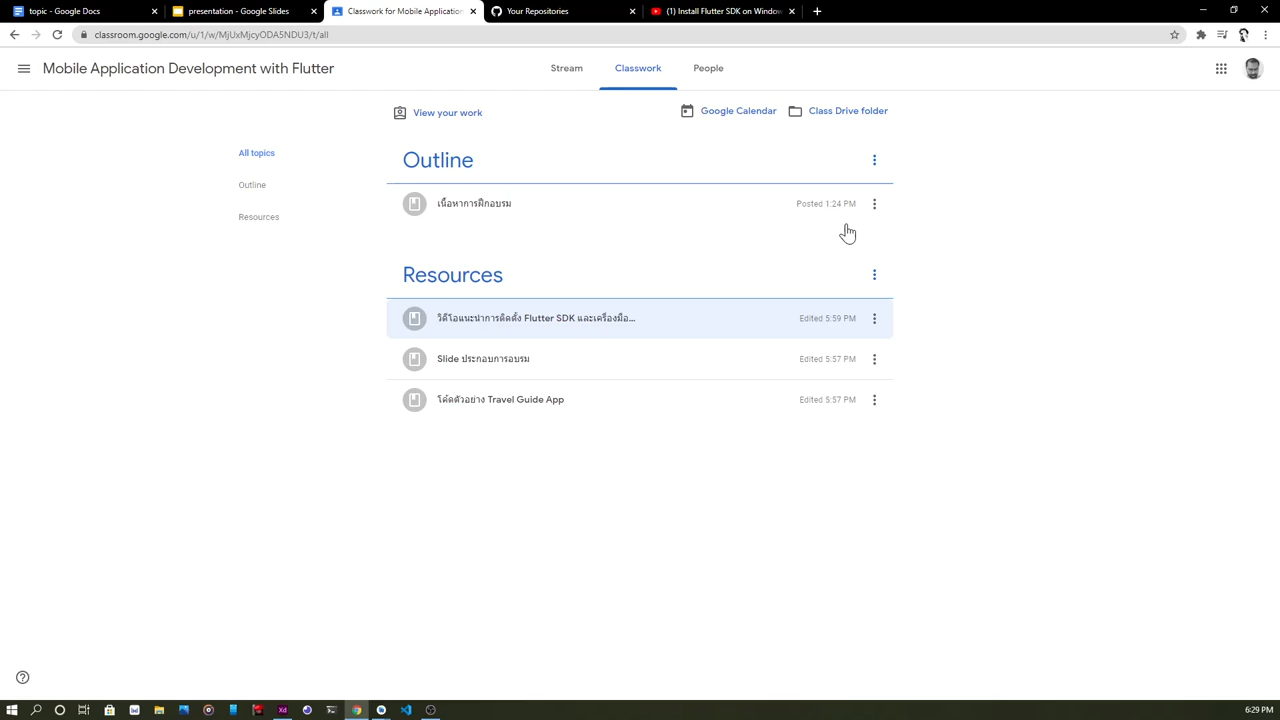 topic - Google Docs
presentation - Google Slides
Classwork for Mobile Application
Your Repositories
(1) Install Flutter SDK on Window
classroom.google.com/u/1/w/MjUxMjcyODA5NDU3/t/all
Mobile Application Development with Flutter
Stream
Classwork
People
View your work
Google Calendar
Class Drive folder
All topics
Outline
Resources
Outline
เนื้อหาการฝึกอบรม
Posted 1:24 PM
Resources
วิดีโอแนะนำการติดตั้ง Flutter SDK และเครื่องมือ...
Edited 5:59 PM
Slide ประกอบการอบรม
Edited 5:57 PM
โค้ดตัวอย่าง Travel Guide App
Edited 5:57 PM
Xd
6:29 PM